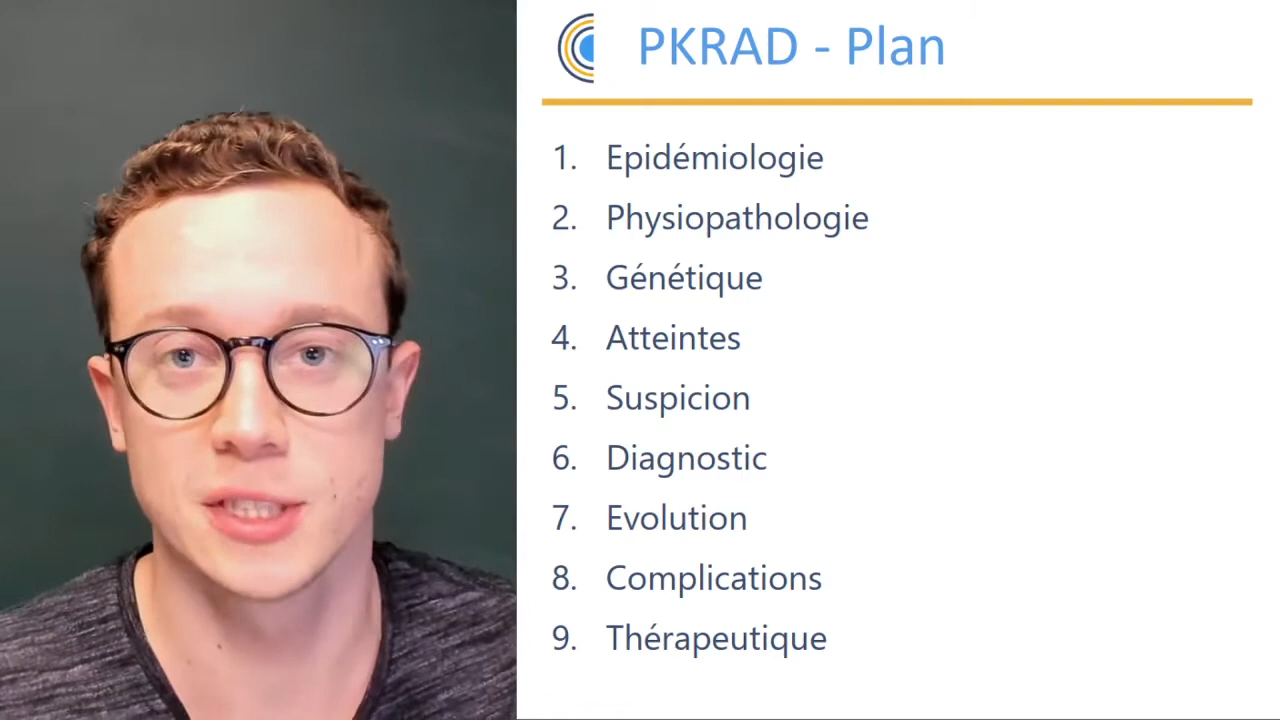 PKRAD - Plan
1. Epidémiologie
2. Physiopathologie
3. Génétique
4. Atteintes
5. Suspicion
6. Diagnostic
7. Evolution
8. Complications
9. Thérapeutique